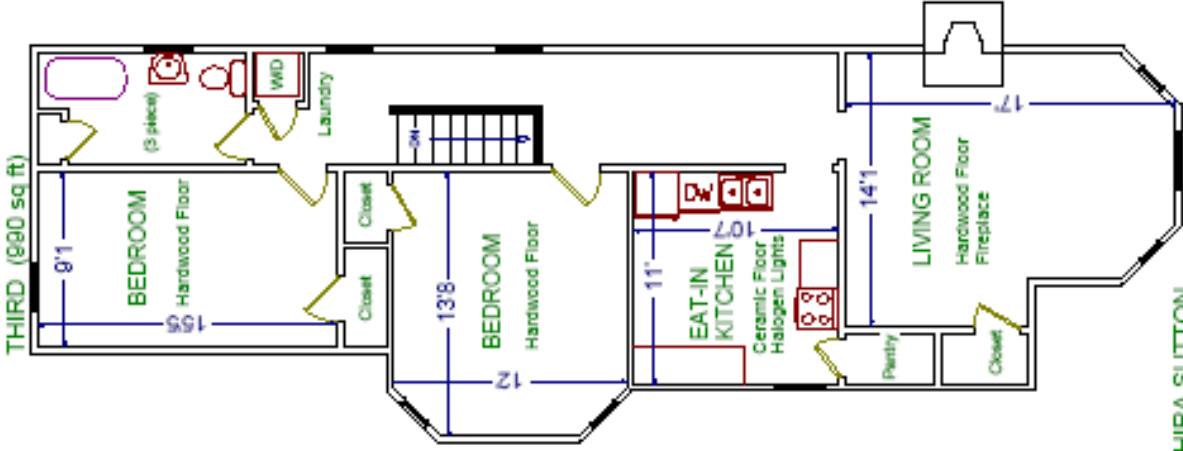 THIRD (990 sq ft)
(3 piece)
W/D
Laundry
DN
9'1
BEDROOM
Hardwood Floor
15'5
Closet
Closet
13'8
BEDROOM
Hardwood Floor
12'
DW
10'7
11'
EAT-IN
KITCHEN
Ceramic Floor
Halogen Lights
Pantry
Closet
14'1
LIVING ROOM
Hardwood Floor
Fireplace
17'
SUTTON